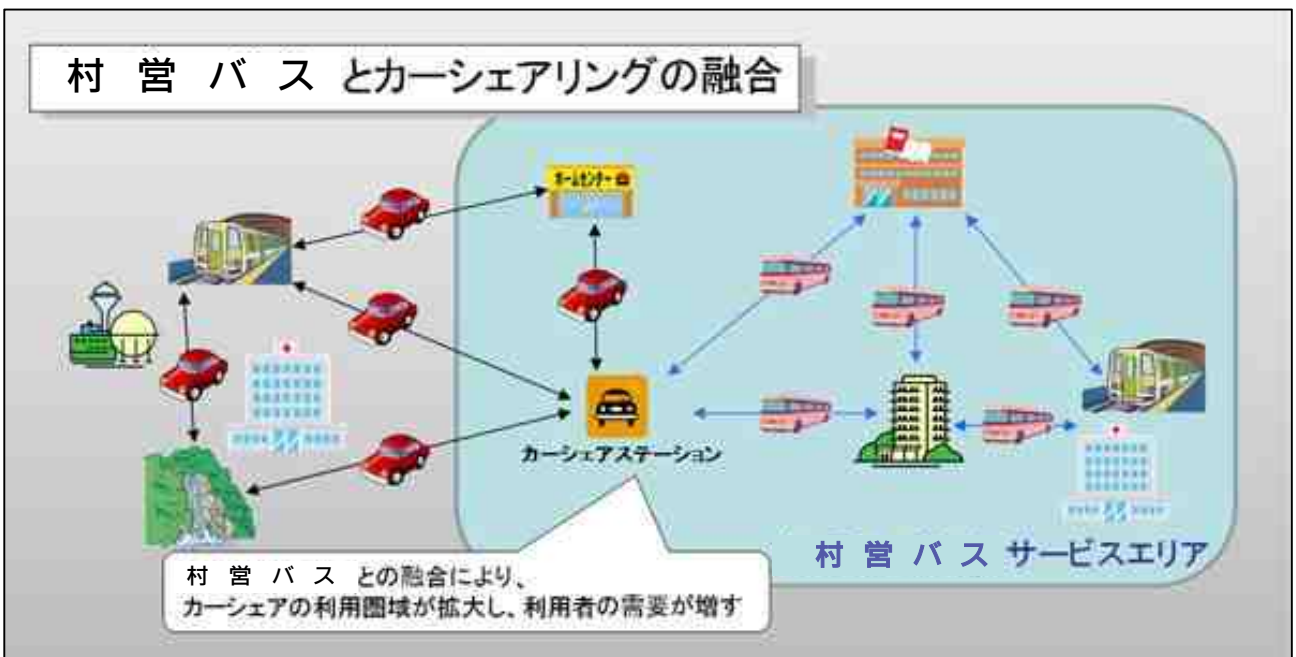 村営バスとカーシェアリングの融合
ホームセンター
カーシェアステーション
村営バスサービスエリア
村営バスとの融合により、
カーシェアの利用圏域が拡大し、利用者の需要が増す